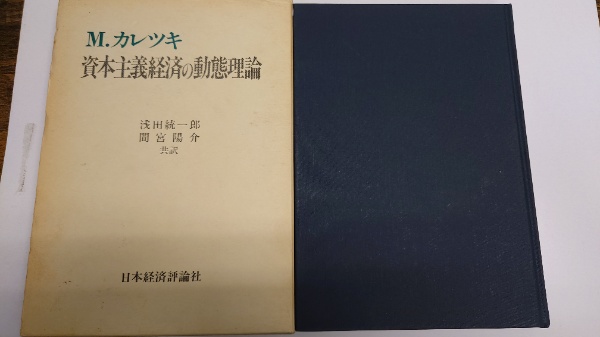 M.カレツキ
資本主義経済の動態理論
浅田統一郎
間宮陽介
共訳
日本経済評論社